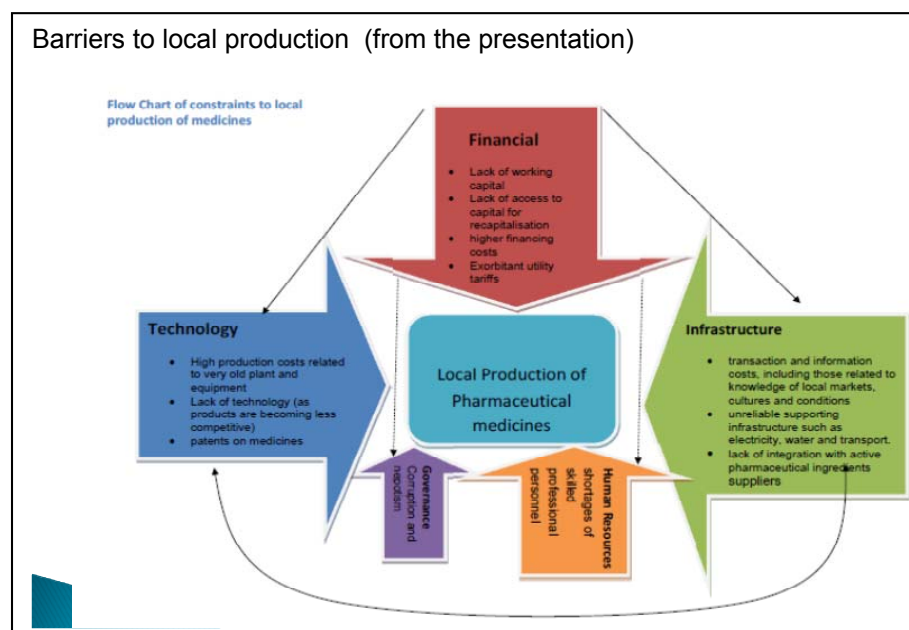 Barriers to local production (from the presentation)
Flow Chart of constraints to local
production of medicines
Financial
• Lack of working
capital
• Lack of access to
capital for
recapitalisation
• higher financing
costs
• Exorbitant utility
tariffs
Technology
• High production costs related
to very old plant and
equipment
• Lack of technology (as
products are becoming less
competitive)
• patents on medicines
Local Production of
Pharmaceutical
medicines
Infrastructure
• transaction and information
costs, including those related to
knowledge of local markets,
cultures and conditions
• unreliable supporting
infrastructure such as
electricity, water and transport.
• lack of integration with active
pharmaceutical ingredients
suppliers
Governance
Corruption and
nepotism
Human Resources
shortages of
skilled
professional
personnel